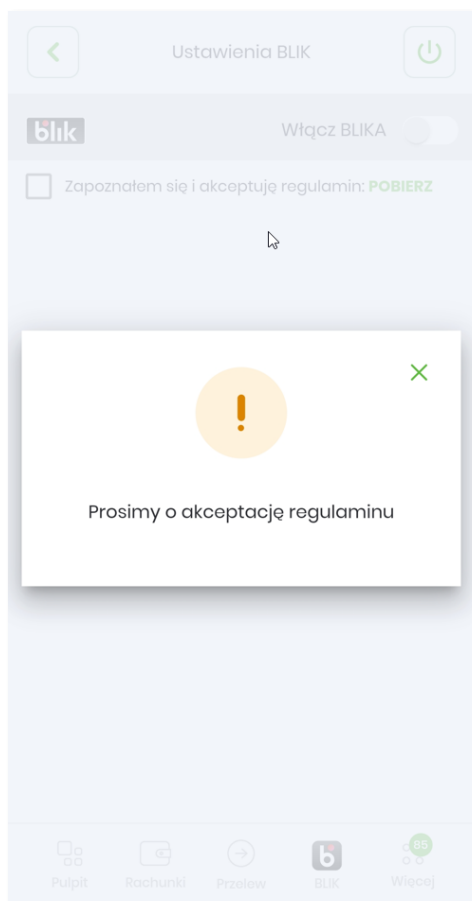 Ustawienia BLIK
blik
Włącz BLIKA
Zapoznałem się i akceptuję regulamin: POBIERZ
!
Prosimy o akceptację regulaminu
85
Pulpit Rachunki Przelew BLIK Więcej